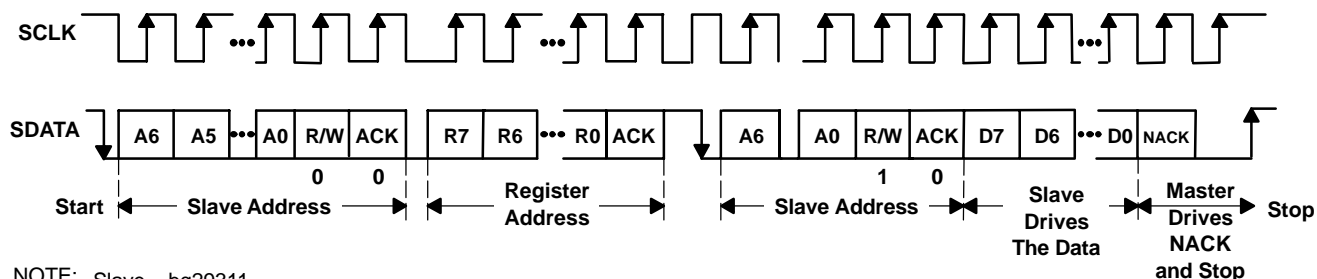 SCLK
SDATA
A6 A5 ••• A0 R/W ACK R7 R6 ••• R0 ACK A6 A0 R/W ACK D7 D6 ••• D0 NACK
0 0 1 0
Start Slave Address Register Address Slave Address Slave Drives The Data Master Drives NACK and Stop Stop
NOTE: Slave